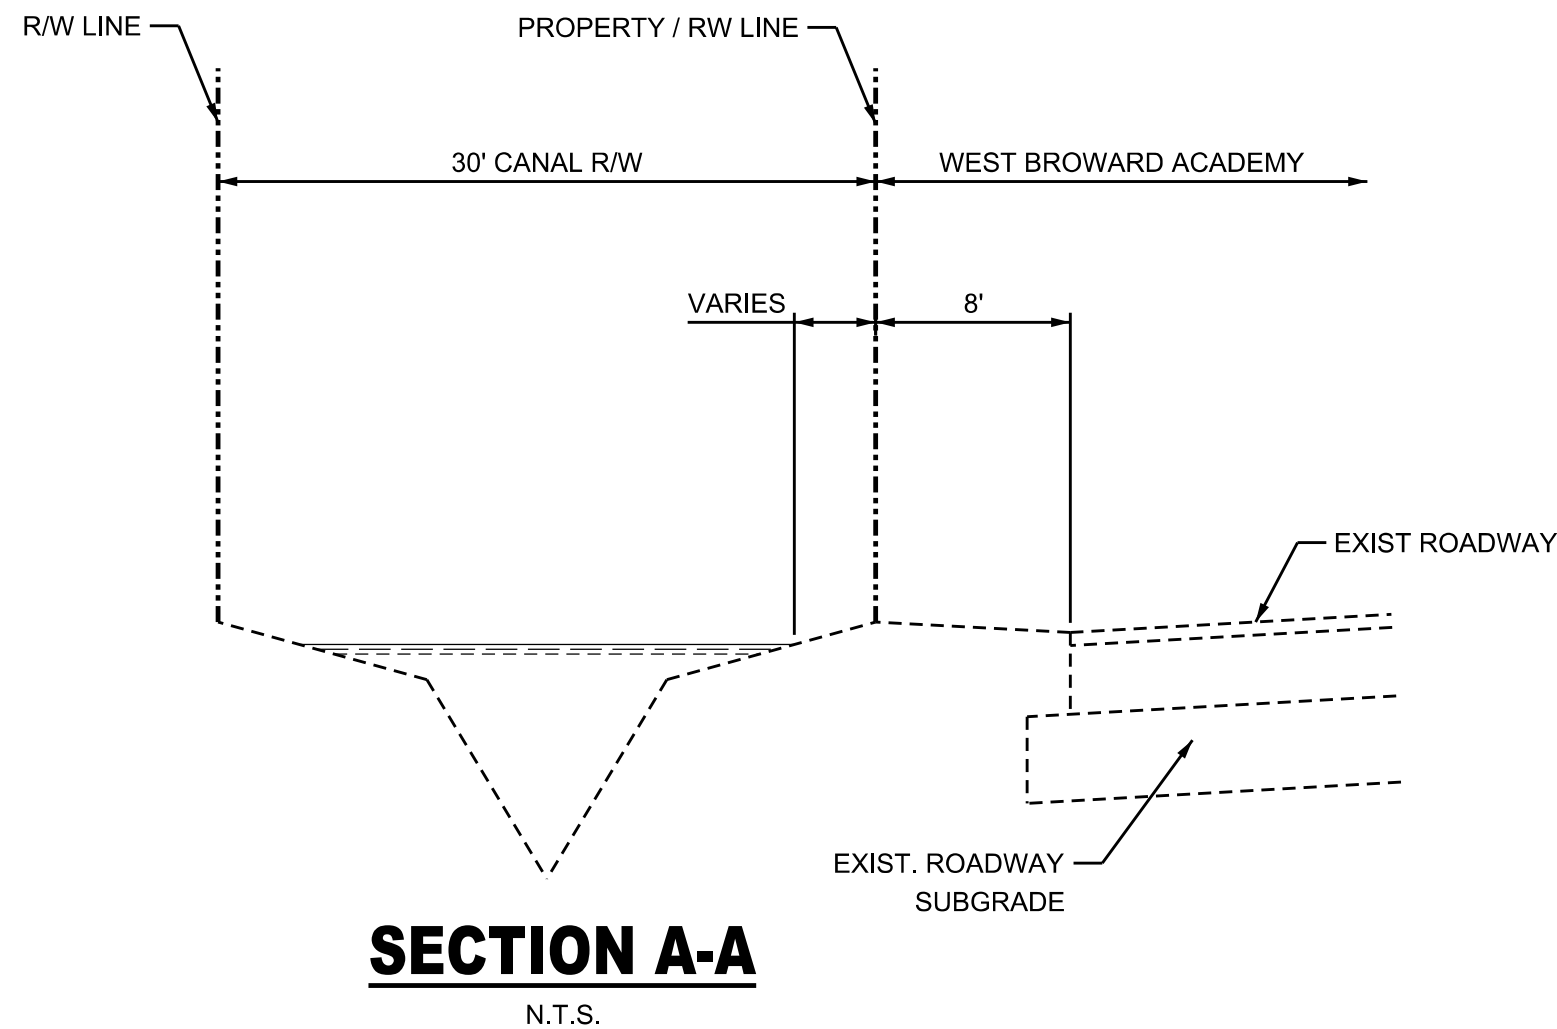 R/W LINE
PROPERTY / RW LINE
30' CANAL R/W
WEST BROWARD ACADEMY
VARIES
8'
EXIST ROADWAY
EXIST. ROADWAY
SUBGRADE
SECTION A-A
N.T.S.